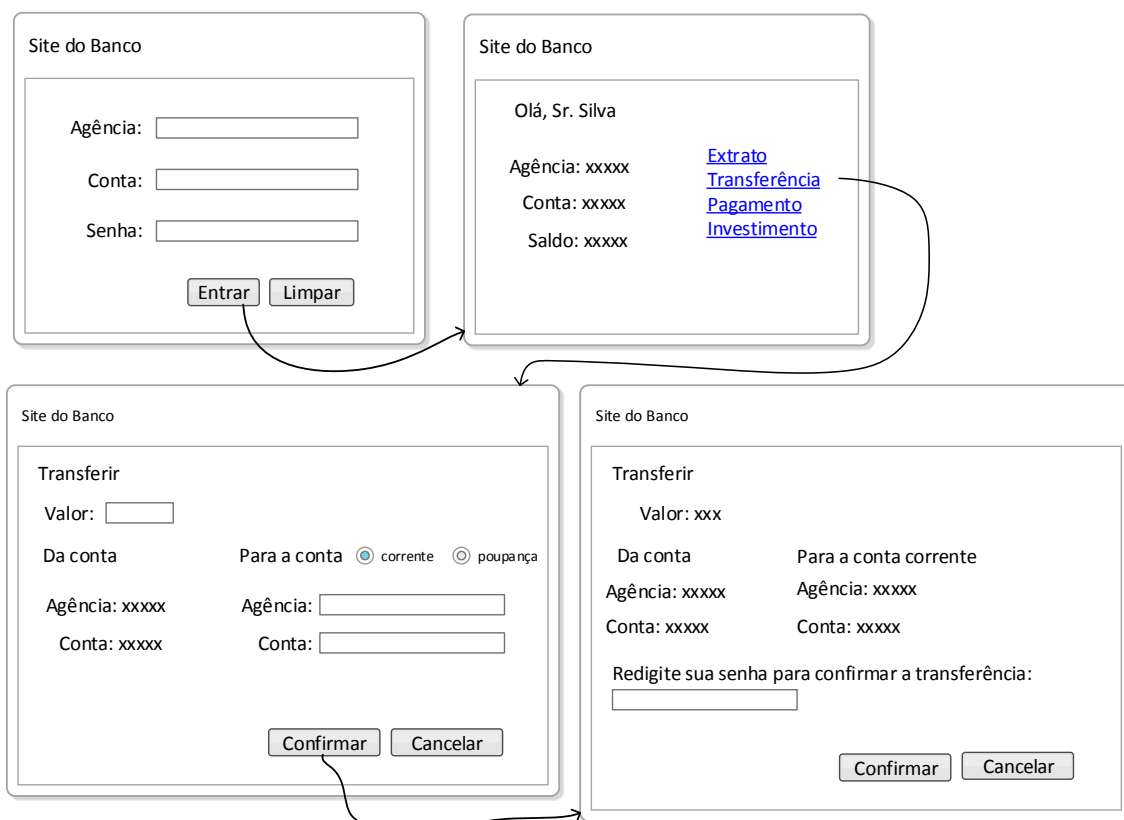 Site do Banco
Agência:
Conta:
Senha:
Entrar Limpar
Site do Banco
Olá, Sr. Silva
Agência: xxxxx
Conta: xxxxx
Saldo: xxxxx
Extrato
Transferência
Pagamento
Investimento
Site do Banco
Transferir
Valor:
Da conta Para a conta corrente poupança
Agência: xxxxx Agência:
Conta: xxxxx Conta:
Confirmar Cancelar
Site do Banco
Transferir
Valor: xxx
Da conta Para a conta corrente
Agência: xxxxx Agência: xxxxx
Conta: xxxxx Conta: xxxxx
Redigite sua senha para confirmar a transferência:
Confirmar Cancelar